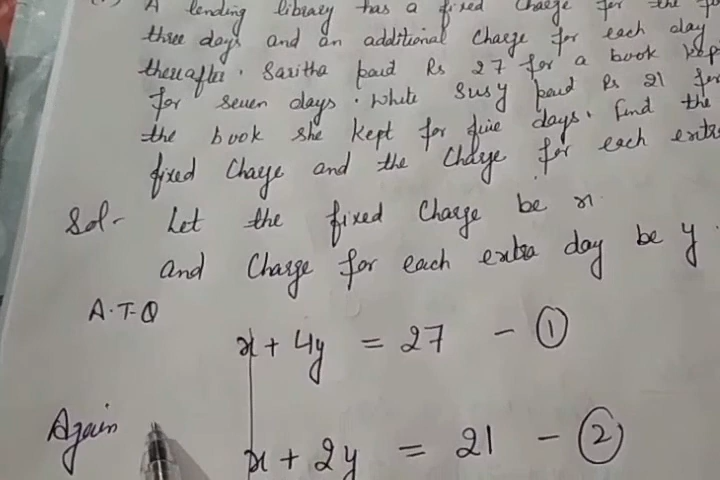 A lending library has a fixed Charge for the
three days and an additional Charge for each day
thereafter. Saritha paid Rs 27 for a book kep
for seven days. While Susy paid Rs 21 for
the book she kept for five days. Find the
fixed Charge and the Charge for each extra
Sol- Let the fixed Charge be x
and Charge for each extra day be y.
A.T.Q
x + 4y = 27 - ①
Again
x + 2y = 21 - ②